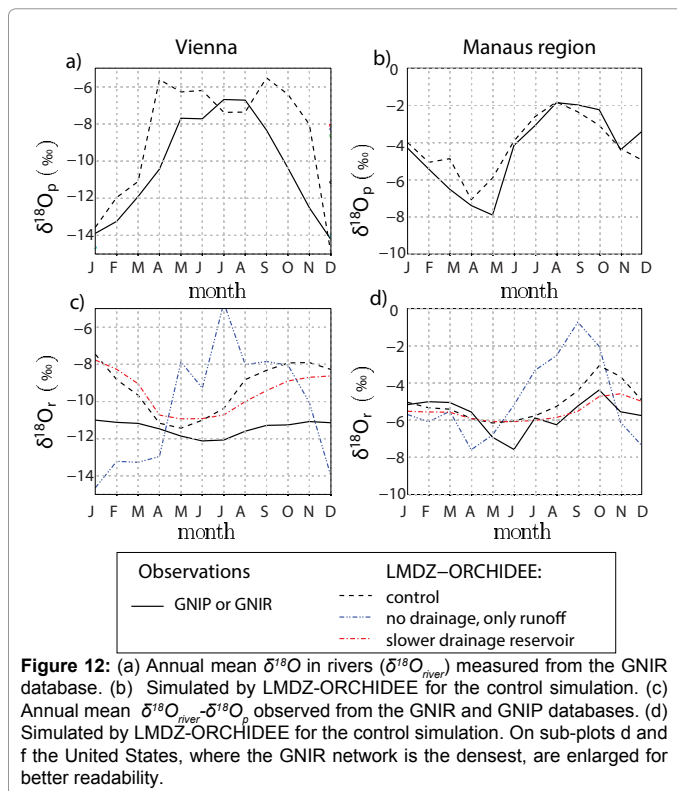 Vienna
Manaus region
a)
b)
−6
−8
−10
−12
−14
δ¹⁸Oₚ (‰)
J F M A M J J A S O N D
month
0
−2
−4
−6
−8
−10
δ¹⁸Oₚ (‰)
J F M A M J J A S O N D
month
c)
d)
−6
−8
−10
−12
−14
δ¹⁸Oᵣ (‰)
J F M A M J J A S O N D
month
0
−2
−4
−6
−8
−10
δ¹⁸Oᵣ (‰)
J F M A M J J A S O N D
month
Observations
GNIP or GNIR
LMDZ−ORCHIDEE:
control
no drainage, only runoff
slower drainage reservoir
Figure 12: (a) Annual mean δ18O in rivers (δ18Oriver) measured from the GNIR
database. (b) Simulated by LMDZ-ORCHIDEE for the control simulation. (c)
Annual mean δ18Oriver-δ18Op observed from the GNIR and GNIP databases. (d)
Simulated by LMDZ-ORCHIDEE for the control simulation. On sub-plots d and
f the United States, where the GNIR network is the densest, are enlarged for
better readability.